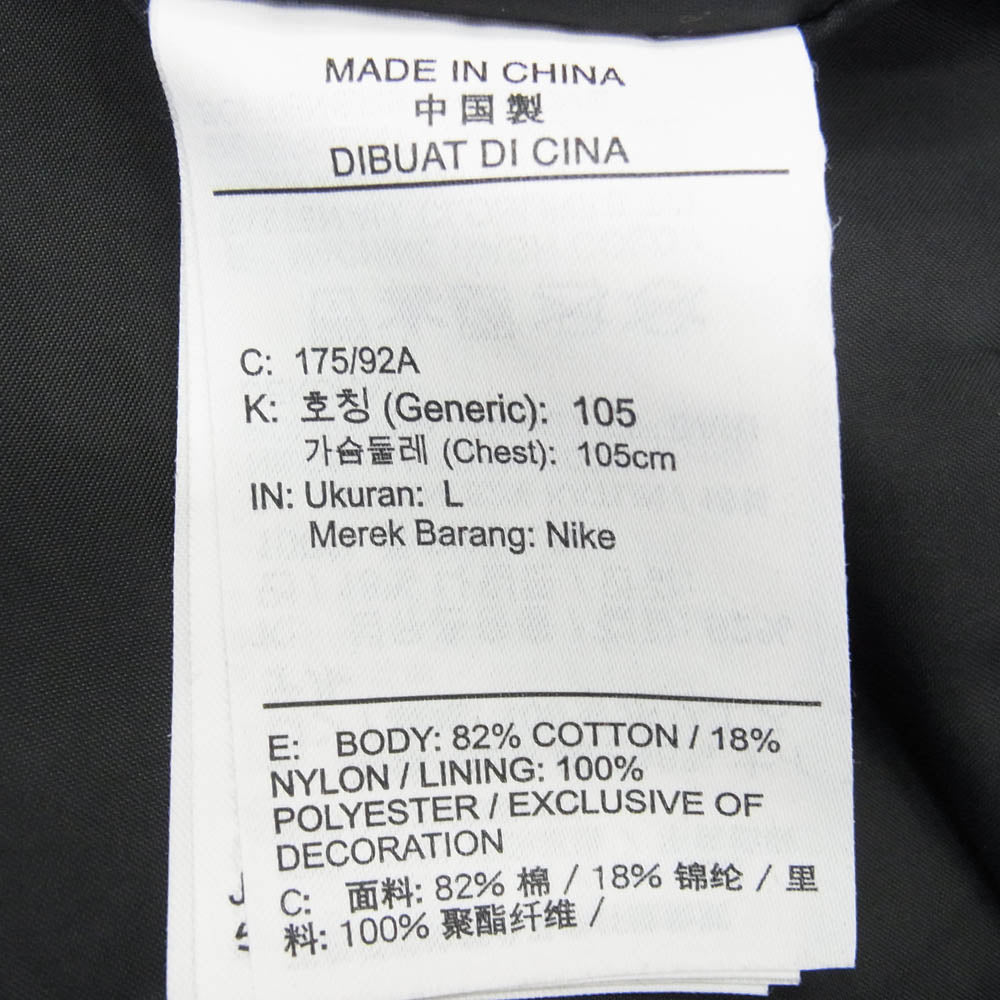 MADE IN CHINA
中国製
DIBUAT DI CINA
C: 175/92A
K: 호칭 (Generic): 105
가슴둘레 (Chest): 105cm
IN: Ukuran: L
Merek Barang: Nike
E: BODY: 82% COTTON / 18%
NYLON / LINING: 100%
POLYESTER / EXCLUSIVE OF
DECORATION
C: 面料: 82% 棉 / 18% 锦纶 / 里
料: 100% 聚酯纤维 /